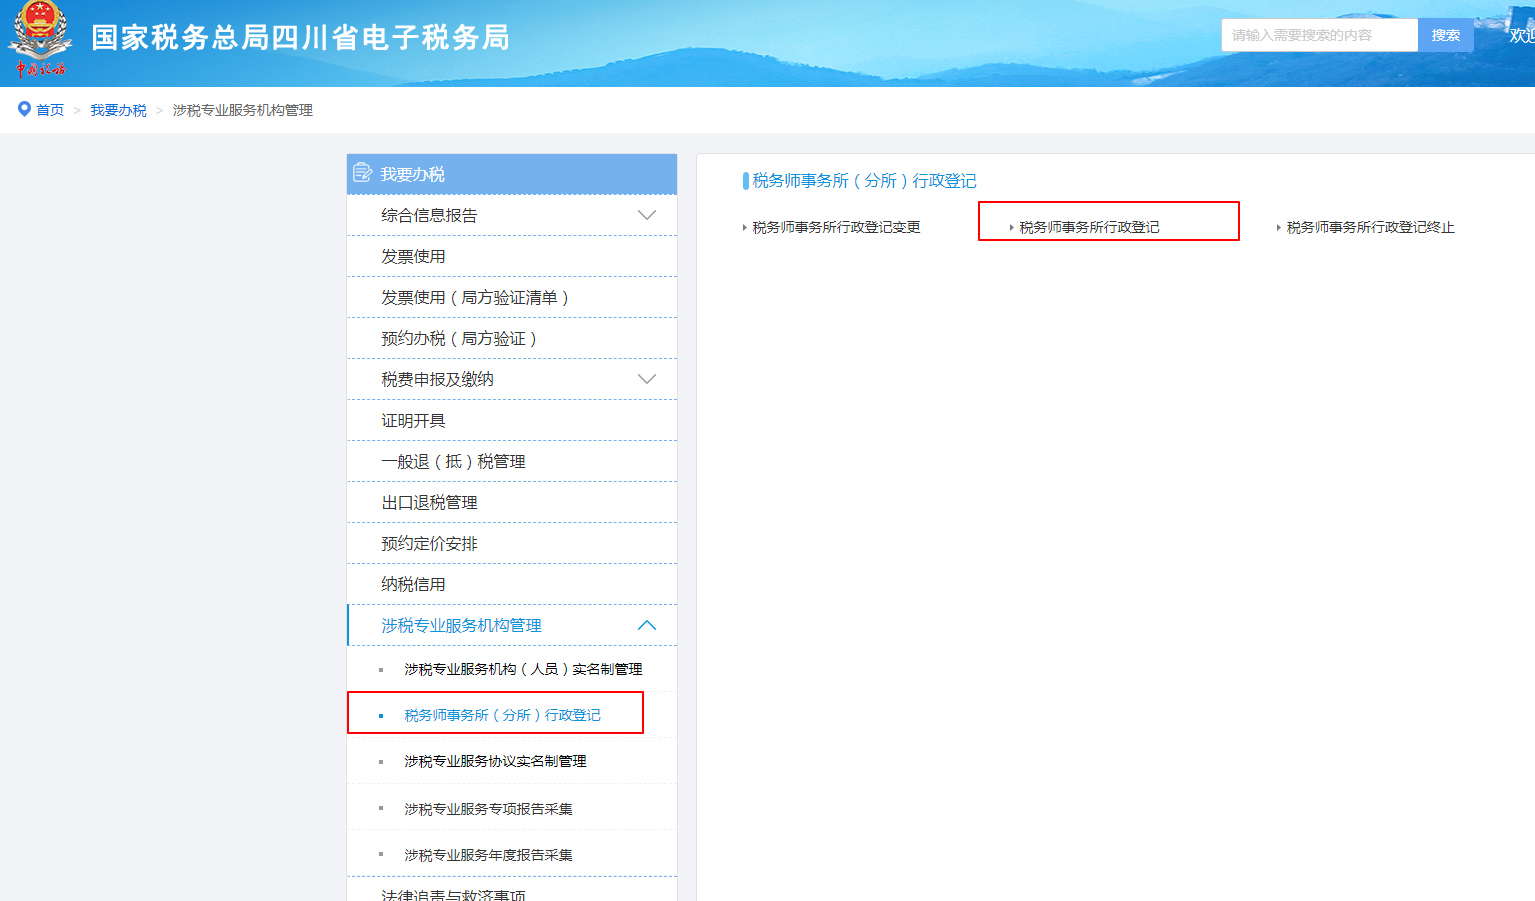 国家税务总局四川省电子税务局
中国税务
请输入需要搜索的内容
搜索
首页 > 我要办税 > 涉税专业服务机构管理
我要办税
综合信息报告
发票使用
发票使用（局方验证清单）
预约办税（局方验证）
税费申报及缴纳
证明开具
一般退（抵）税管理
出口退税管理
预约定价安排
纳税信用
涉税专业服务机构管理
涉税专业服务机构（人员）实名制管理
税务师事务所（分所）行政登记
涉税专业服务协议实名制管理
涉税专业服务专项报告采集
涉税专业服务年度报告采集
法律追责与救济事项
税务师事务所（分所）行政登记
税务师事务所行政登记变更
税务师事务所行政登记
税务师事务所行政登记终止